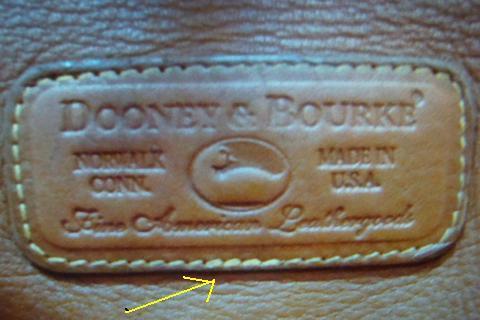 DOONEY & BOURKE®
NORWALK MADE IN
CONN. U.S.A.
Fine American Leathergoods